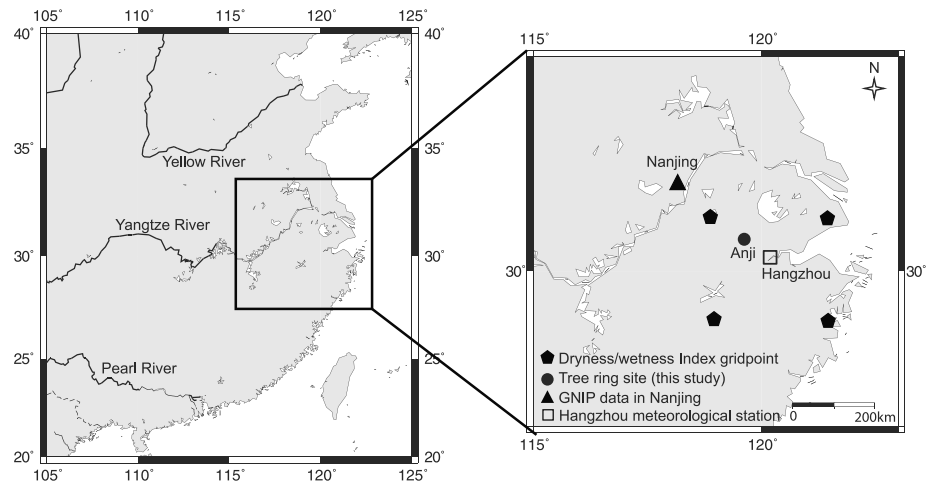 105° 110° 115° 120° 125°
40° 40°
35° 35°
Yellow River
Yangtze River
30° 30°
25° 25°
Pearl River
20° 20°
105° 110° 115° 120° 125°
115° 120°
N
Nanjing
Anji
Hangzhou
30° 30°
Dryness/wetness Index gridpoint
Tree ring site (this study)
GNIP data in Nanjing
Hangzhou meteorological station
0 200km
115° 120°